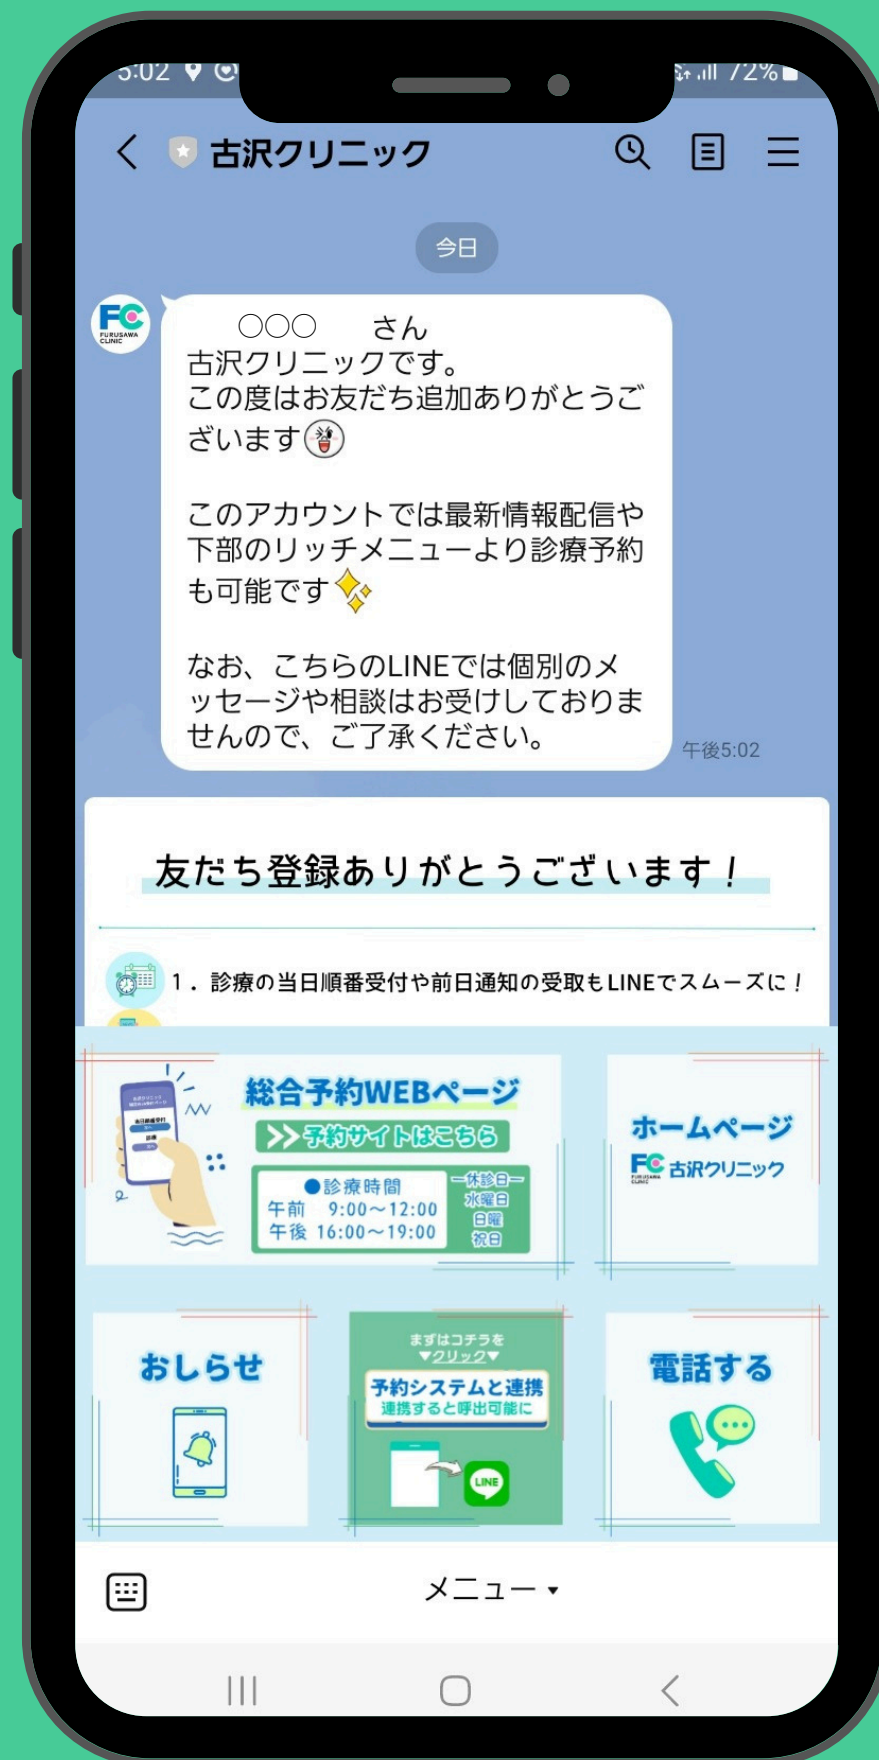 5:02
72%
古沢クリニック
今日
FC
FURUSAWA
CLINIC
○○○ さん
古沢クリニックです。
この度はお友だち追加ありがとうご
ざいます
このアカウントでは最新情報配信や
下部のリッチメニューより診療予約
も可能です
なお、こちらのLINEでは個別のメ
ッセージや相談はお受けしておりま
せんので、ご了承ください。
午後5:02
友だち登録ありがとうございます！
1．診療の当日順番受付や前日通知の受取もLINEでスムーズに！
総合予約WEBページ
>>予約サイトはこちら
●診療時間
午前 9:00～12:00
午後 16:00～19:00
ー休診日ー
水曜日
日曜
祝日
ホームページ
FC 古沢クリニック
FURUSAWA
CLINIC
おしらせ
まずはコチラを
▼クリック▼
予約システムと連携
連携すると呼出可能に
LINE
電話する
メニュー▼